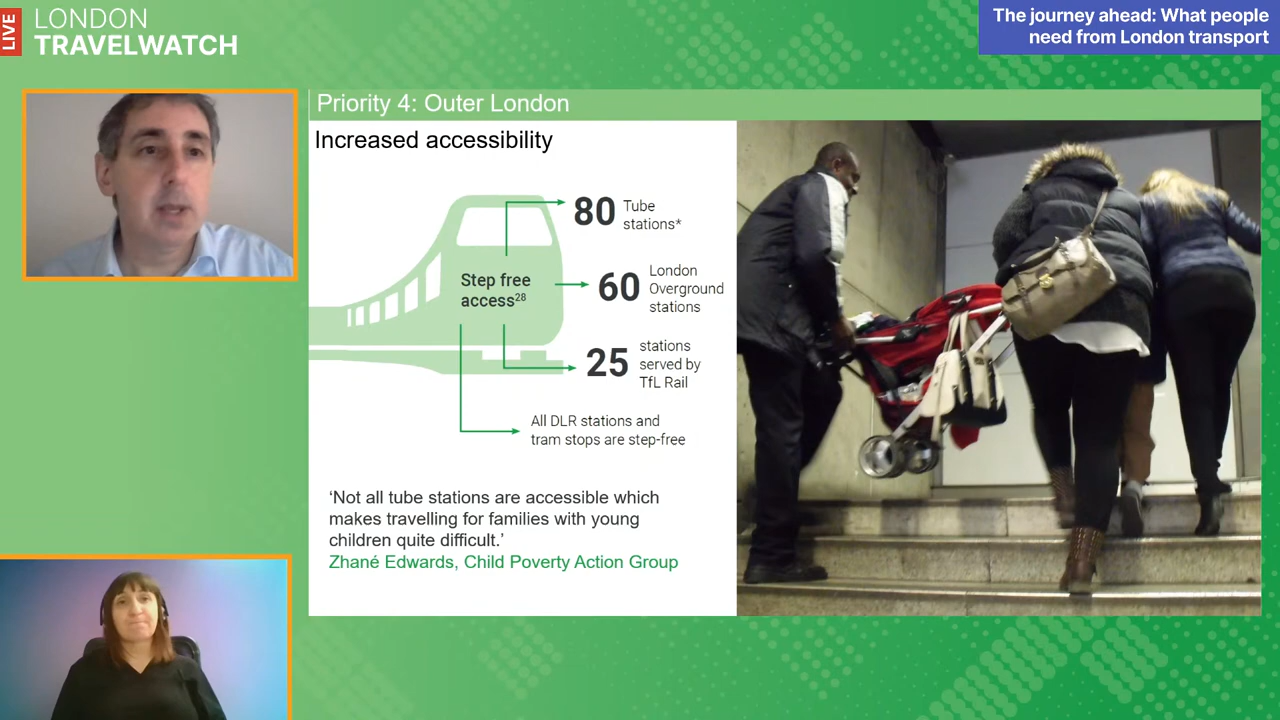 LIVE
LONDON
TRAVELWATCH
The journey ahead: What people
need from London transport
Priority 4: Outer London
Increased accessibility
80 Tube
stations*
Step free
access28
60 London
Overground
stations
25 stations
served by
TfL Rail
All DLR stations and
tram stops are step-free
‘Not all tube stations are accessible which
makes travelling for families with young
children quite difficult.’
Zhané Edwards, Child Poverty Action Group